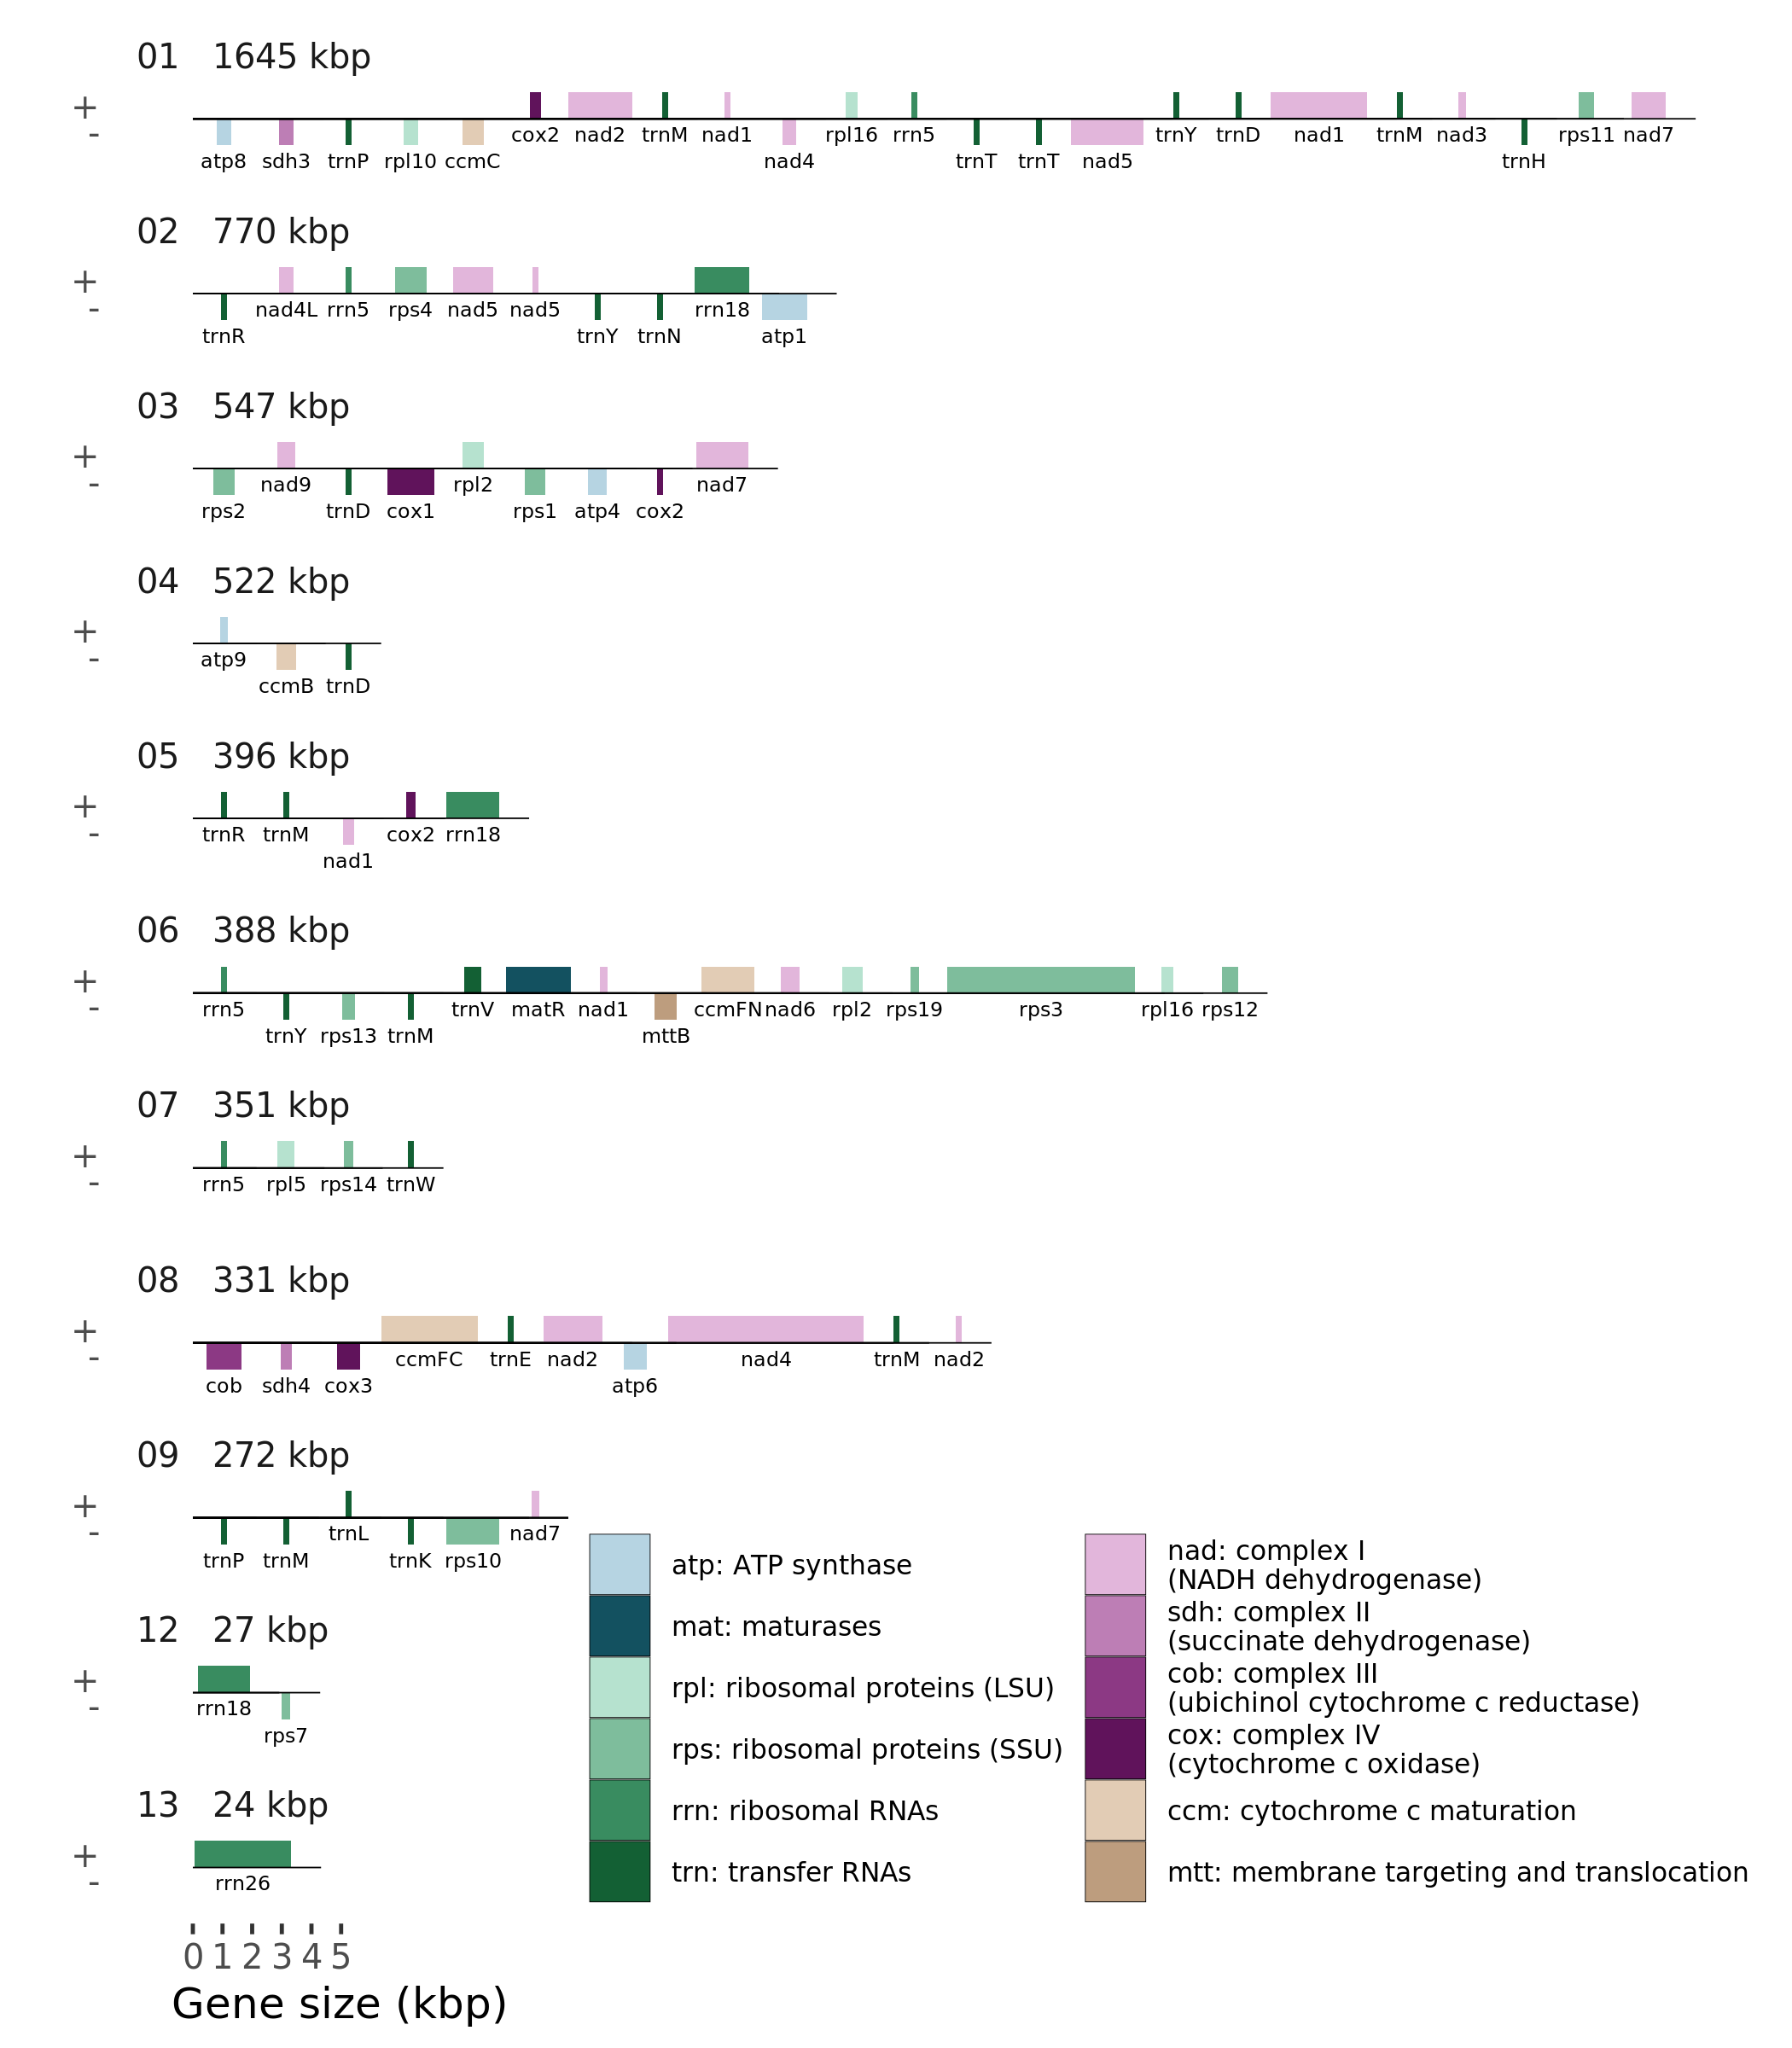 01 1645 kbp
+
-
cox2 nad2 trnM nad1 rpl16 rrn5 trnY trnD nad1 trnM nad3 rps11 nad7
atp8 sdh3 trnP rpl10 ccmC nad4 trnT trnT nad5 trnH
02 770 kbp
+
-
nad4L rrn5 rps4 nad5 nad5 rrn18
trnR trnY trnN atp1
03 547 kbp
+
-
nad9 rpl2 nad7
rps2 trnD cox1 rps1 atp4 cox2
04 522 kbp
+
-
atp9
ccmB trnD
05 396 kbp
+
-
trnR trnM cox2 rrn18
nad1
06 388 kbp
+
-
rrn5 trnV matR nad1 ccmFN nad6 rpl2 rps19 rps3 rpl16 rps12
trnY rps13 trnM mttB
07 351 kbp
+
-
rrn5 rpl5 rps14 trnW
08 331 kbp
+
-
ccmFC trnE nad2 nad4 trnM nad2
cob sdh4 cox3 atp6
09 272 kbp
+
-
trnL nad7
trnP trnM trnK rps10
12 27 kbp
+
-
rrn18
rps7
13 24 kbp
+
-
rrn26
0 1 2 3 4 5
Gene size (kbp)
atp: ATP synthase
mat: maturases
rpl: ribosomal proteins (LSU)
rps: ribosomal proteins (SSU)
rrn: ribosomal RNAs
trn: transfer RNAs
nad: complex I
(NADH dehydrogenase)
sdh: complex II
(succinate dehydrogenase)
cob: complex III
(ubichinol cytochrome c reductase)
cox: complex IV
(cytochrome c oxidase)
ccm: cytochrome c maturation
mtt: membrane targeting and translocation